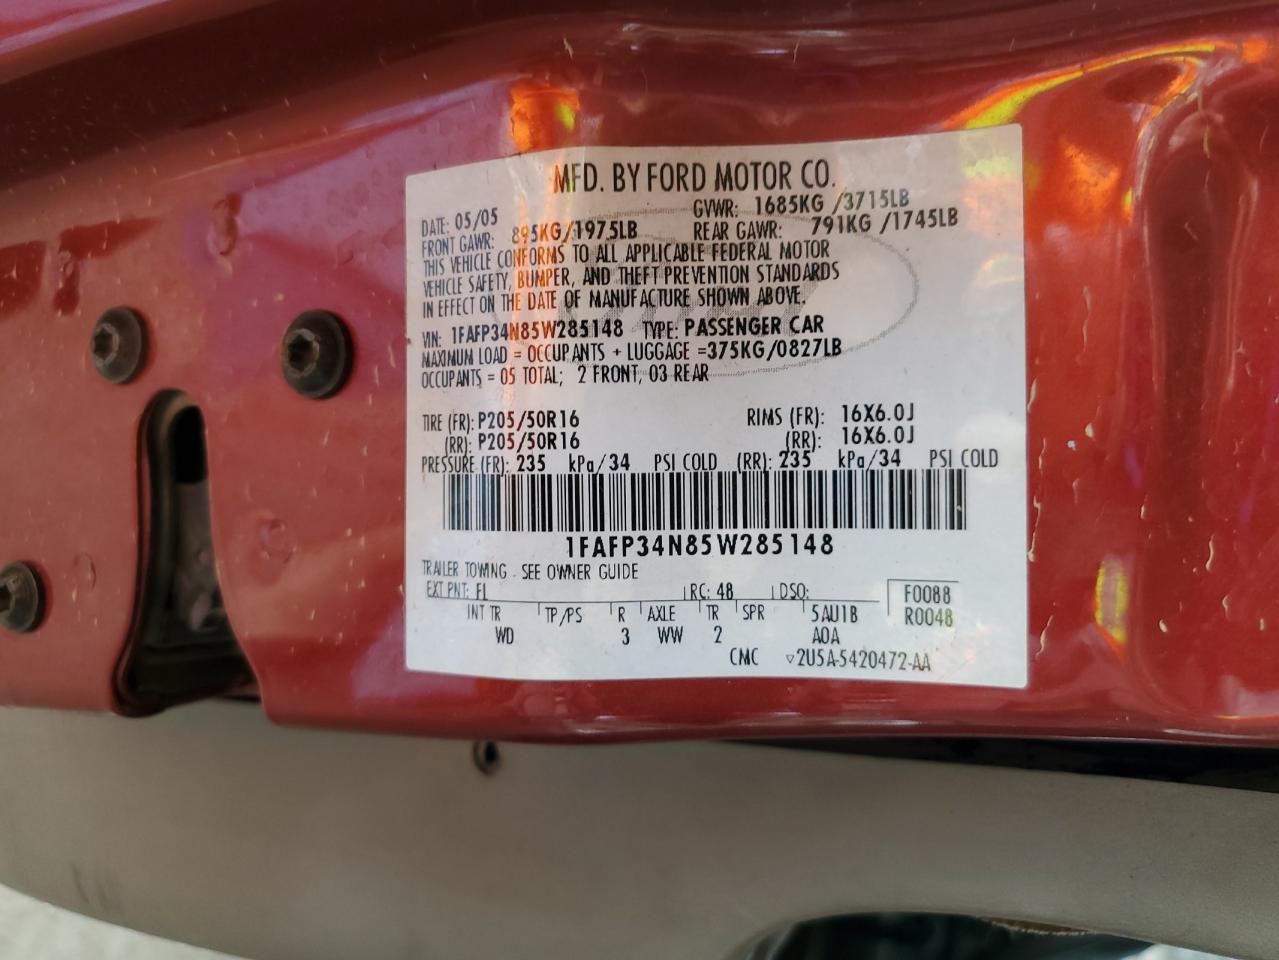 MFD. BY FORD MOTOR CO.
DATE: 05/05 GVWR: 1685KG /3715LB
FRONT GAWR: 895KG/1975LB REAR GAWR: 791KG /1745LB
THIS VEHICLE CONFORMS TO ALL APPLICABLE FEDERAL MOTOR
VEHICLE SAFETY, BUMPER, AND THEFT PREVENTION STANDARDS
IN EFFECT ON THE DATE OF MANUFACTURE SHOWN ABOVE.
VIN: 1FAFP34N85W285148 TYPE: PASSENGER CAR
MAXIMUM LOAD = OCCUPANTS + LUGGAGE =375KG/0827LB
OCCUPANTS = 05 TOTAL; 2 FRONT, 03 REAR
TIRE (FR): P205/50R16 RIMS (FR): 16X6.0J
(RR): P205/50R16 (RR): 16X6.0J
PRESSURE (FR): 235 kPa/34 PSI COLD (RR): 235 kPa/34 PSI COLD
1FAFP34N85W285148
TRAILER TOWING - SEE OWNER GUIDE
EXT PNT: FL RC: 48 DSO: F0088
INT TR TP/PS R AXLE TR SPR 5AU1B R0048
WD 3 WW 2 A0A
CMC ▽2U5A-5420472-AA